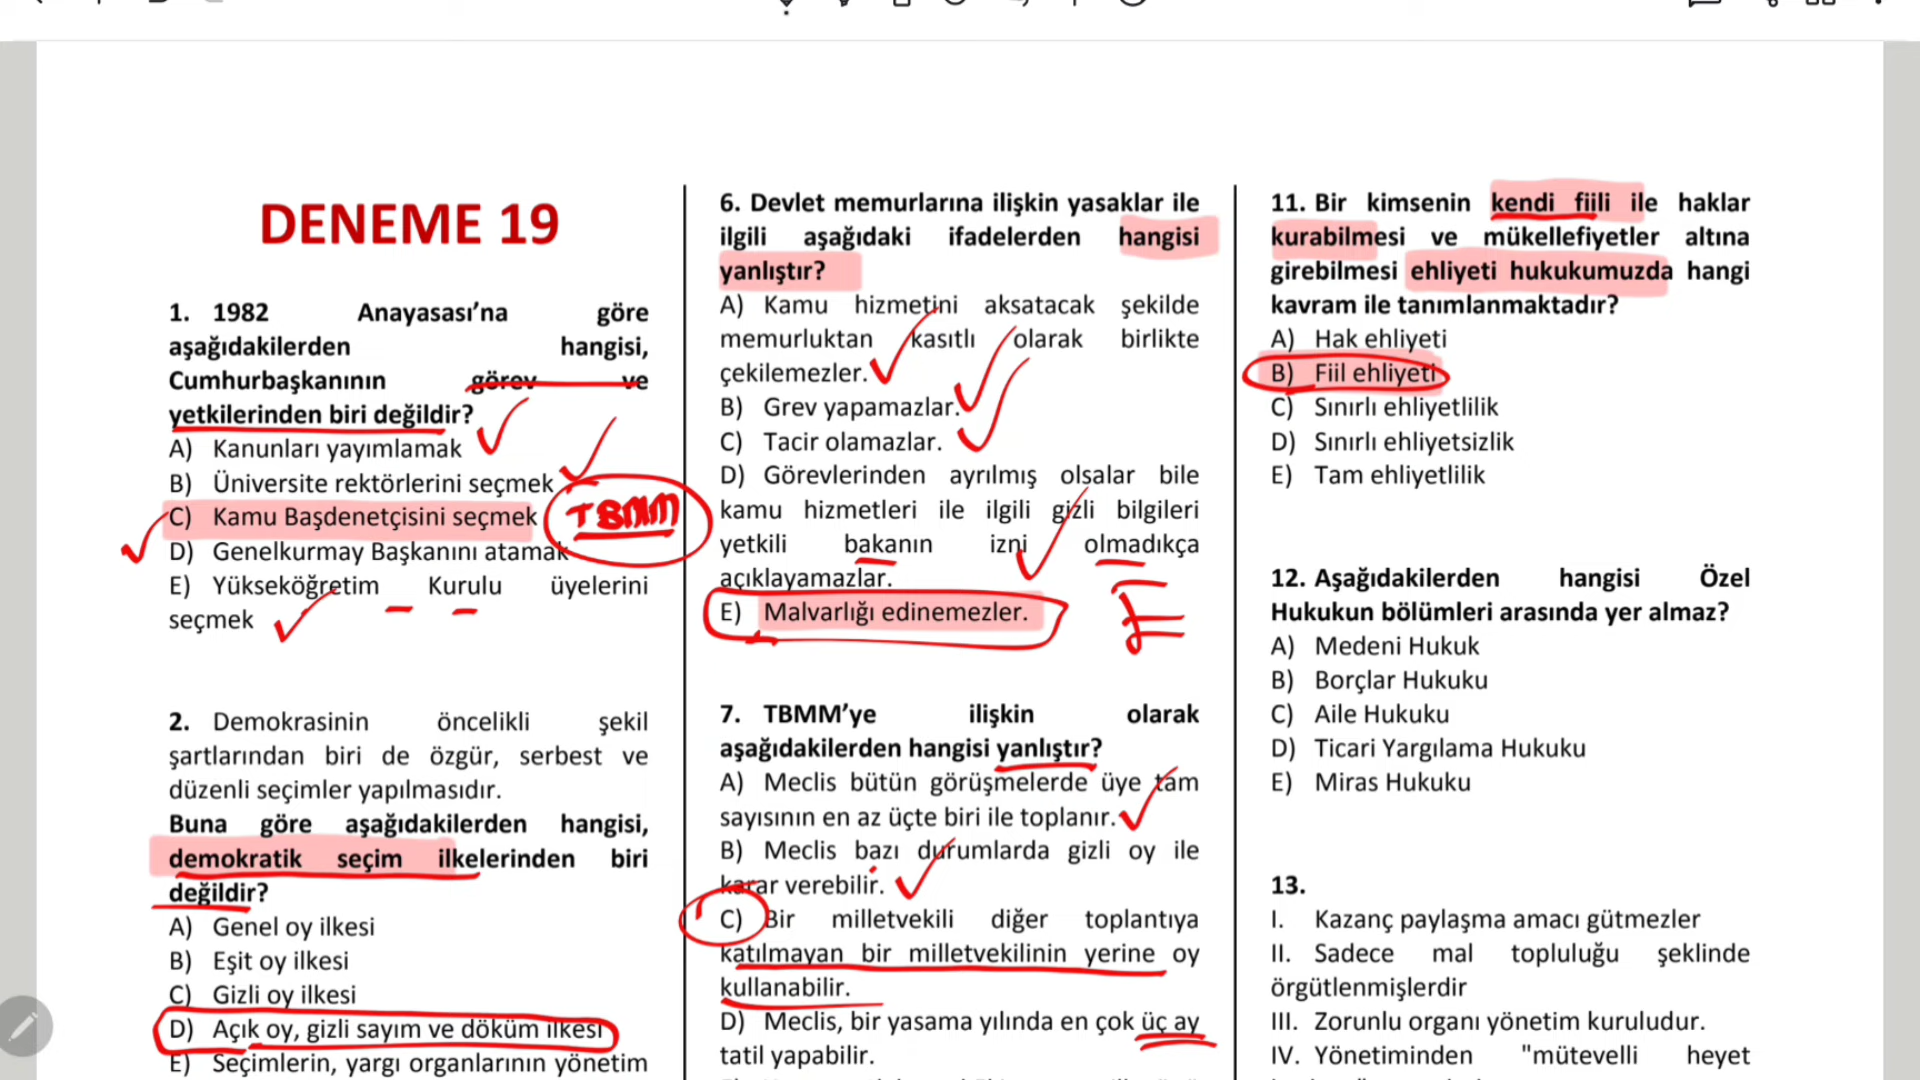 DENEME 19
1. 1982 Anayasası’na göre
aşağıdakilerden hangisi,
Cumhurbaşkanının görev ve
yetkilerinden biri değildir?
A) Kanunları yayımlamak
B) Üniversite rektörlerini seçmek
C) Kamu Başdenetçisini seçmek
TBMM
D) Genelkurmay Başkanını atamak
E) Yükseköğretim Kurulu üyelerini
seçmek
2. Demokrasinin öncelikli şekil
şartlarından biri de özgür, serbest ve
düzenli seçimler yapılmasıdır.
Buna göre aşağıdakilerden hangisi,
demokratik seçim ilkelerinden biri
değildir?
A) Genel oy ilkesi
B) Eşit oy ilkesi
C) Gizli oy ilkesi
D) Açık oy, gizli sayım ve döküm ilkesi
E) Seçimlerin, yargı organlarının yönetim
6. Devlet memurlarına ilişkin yasaklar ile
ilgili aşağıdaki ifadelerden hangisi
yanlıştır?
A) Kamu hizmetini aksatacak şekilde
memurluktan kasıtlı olarak birlikte
çekilemezler.
B) Grev yapamazlar.
C) Tacir olamazlar.
D) Görevlerinden ayrılmış olsalar bile
kamu hizmetleri ile ilgili gizli bilgileri
yetkili bakanın izni olmadıkça
açıklayamazlar.
E) Malvarlığı edinemezler.
7. TBMM’ye ilişkin olarak
aşağıdakilerden hangisi yanlıştır?
A) Meclis bütün görüşmelerde üye tam
sayısının en az üçte biri ile toplanır.
B) Meclis bazı durumlarda gizli oy ile
karar verebilir.
C) Bir milletvekili diğer toplantıya
katılmayan bir milletvekilinin yerine oy
kullanabilir.
D) Meclis, bir yasama yılında en çok üç ay
tatil yapabilir.
11. Bir kimsenin kendi fiili ile haklar
kurabilmesi ve mükellefiyetler altına
girebilmesi ehliyeti hukukumuzda hangi
kavram ile tanımlanmaktadır?
A) Hak ehliyeti
B) Fiil ehliyeti
C) Sınırlı ehliyetlilik
D) Sınırlı ehliyetsizlik
E) Tam ehliyetlilik
12. Aşağıdakilerden hangisi Özel
Hukukun bölümleri arasında yer almaz?
A) Medeni Hukuk
B) Borçlar Hukuku
C) Aile Hukuku
D) Ticari Yargılama Hukuku
E) Miras Hukuku
13.
I. Kazanç paylaşma amacı gütmezler
II. Sadece mal topluluğu şeklinde
örgütlenmişlerdir
III. Zorunlu organı yönetim kuruludur.
IV. Yönetiminden "mütevelli heyet